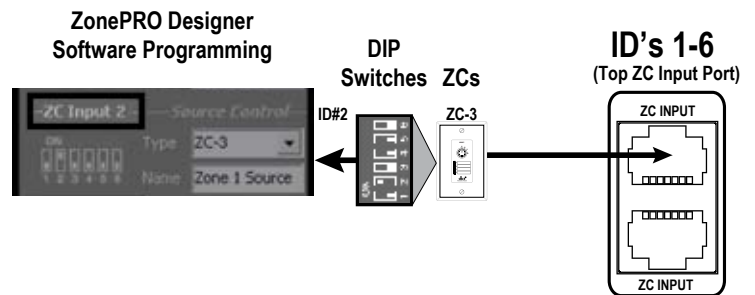 ZonePRO Designer
Software Programming
DIP
Switches
ZCs
ID's 1-6
(Top ZC Input Port)
ZC Input 2
Source Control
ON
1 2 3 4 5 6
Type
ZC-3
Name
Zone 1 Source
ID#2
ZC-3
ZC INPUT
ZC INPUT